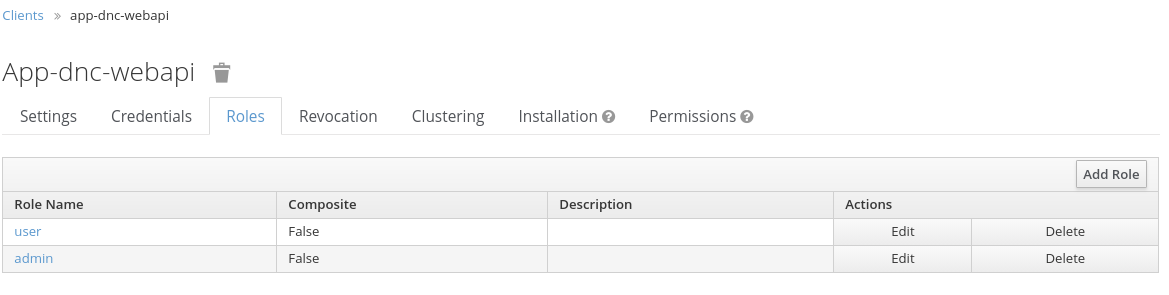 Clients » app-dnc-webapi
App-dnc-webapi
Settings Credentials Roles Revocation Clustering Installation ? Permissions ?
Add Role
Role Name Composite Description Actions
user False Edit Delete
admin False Edit Delete